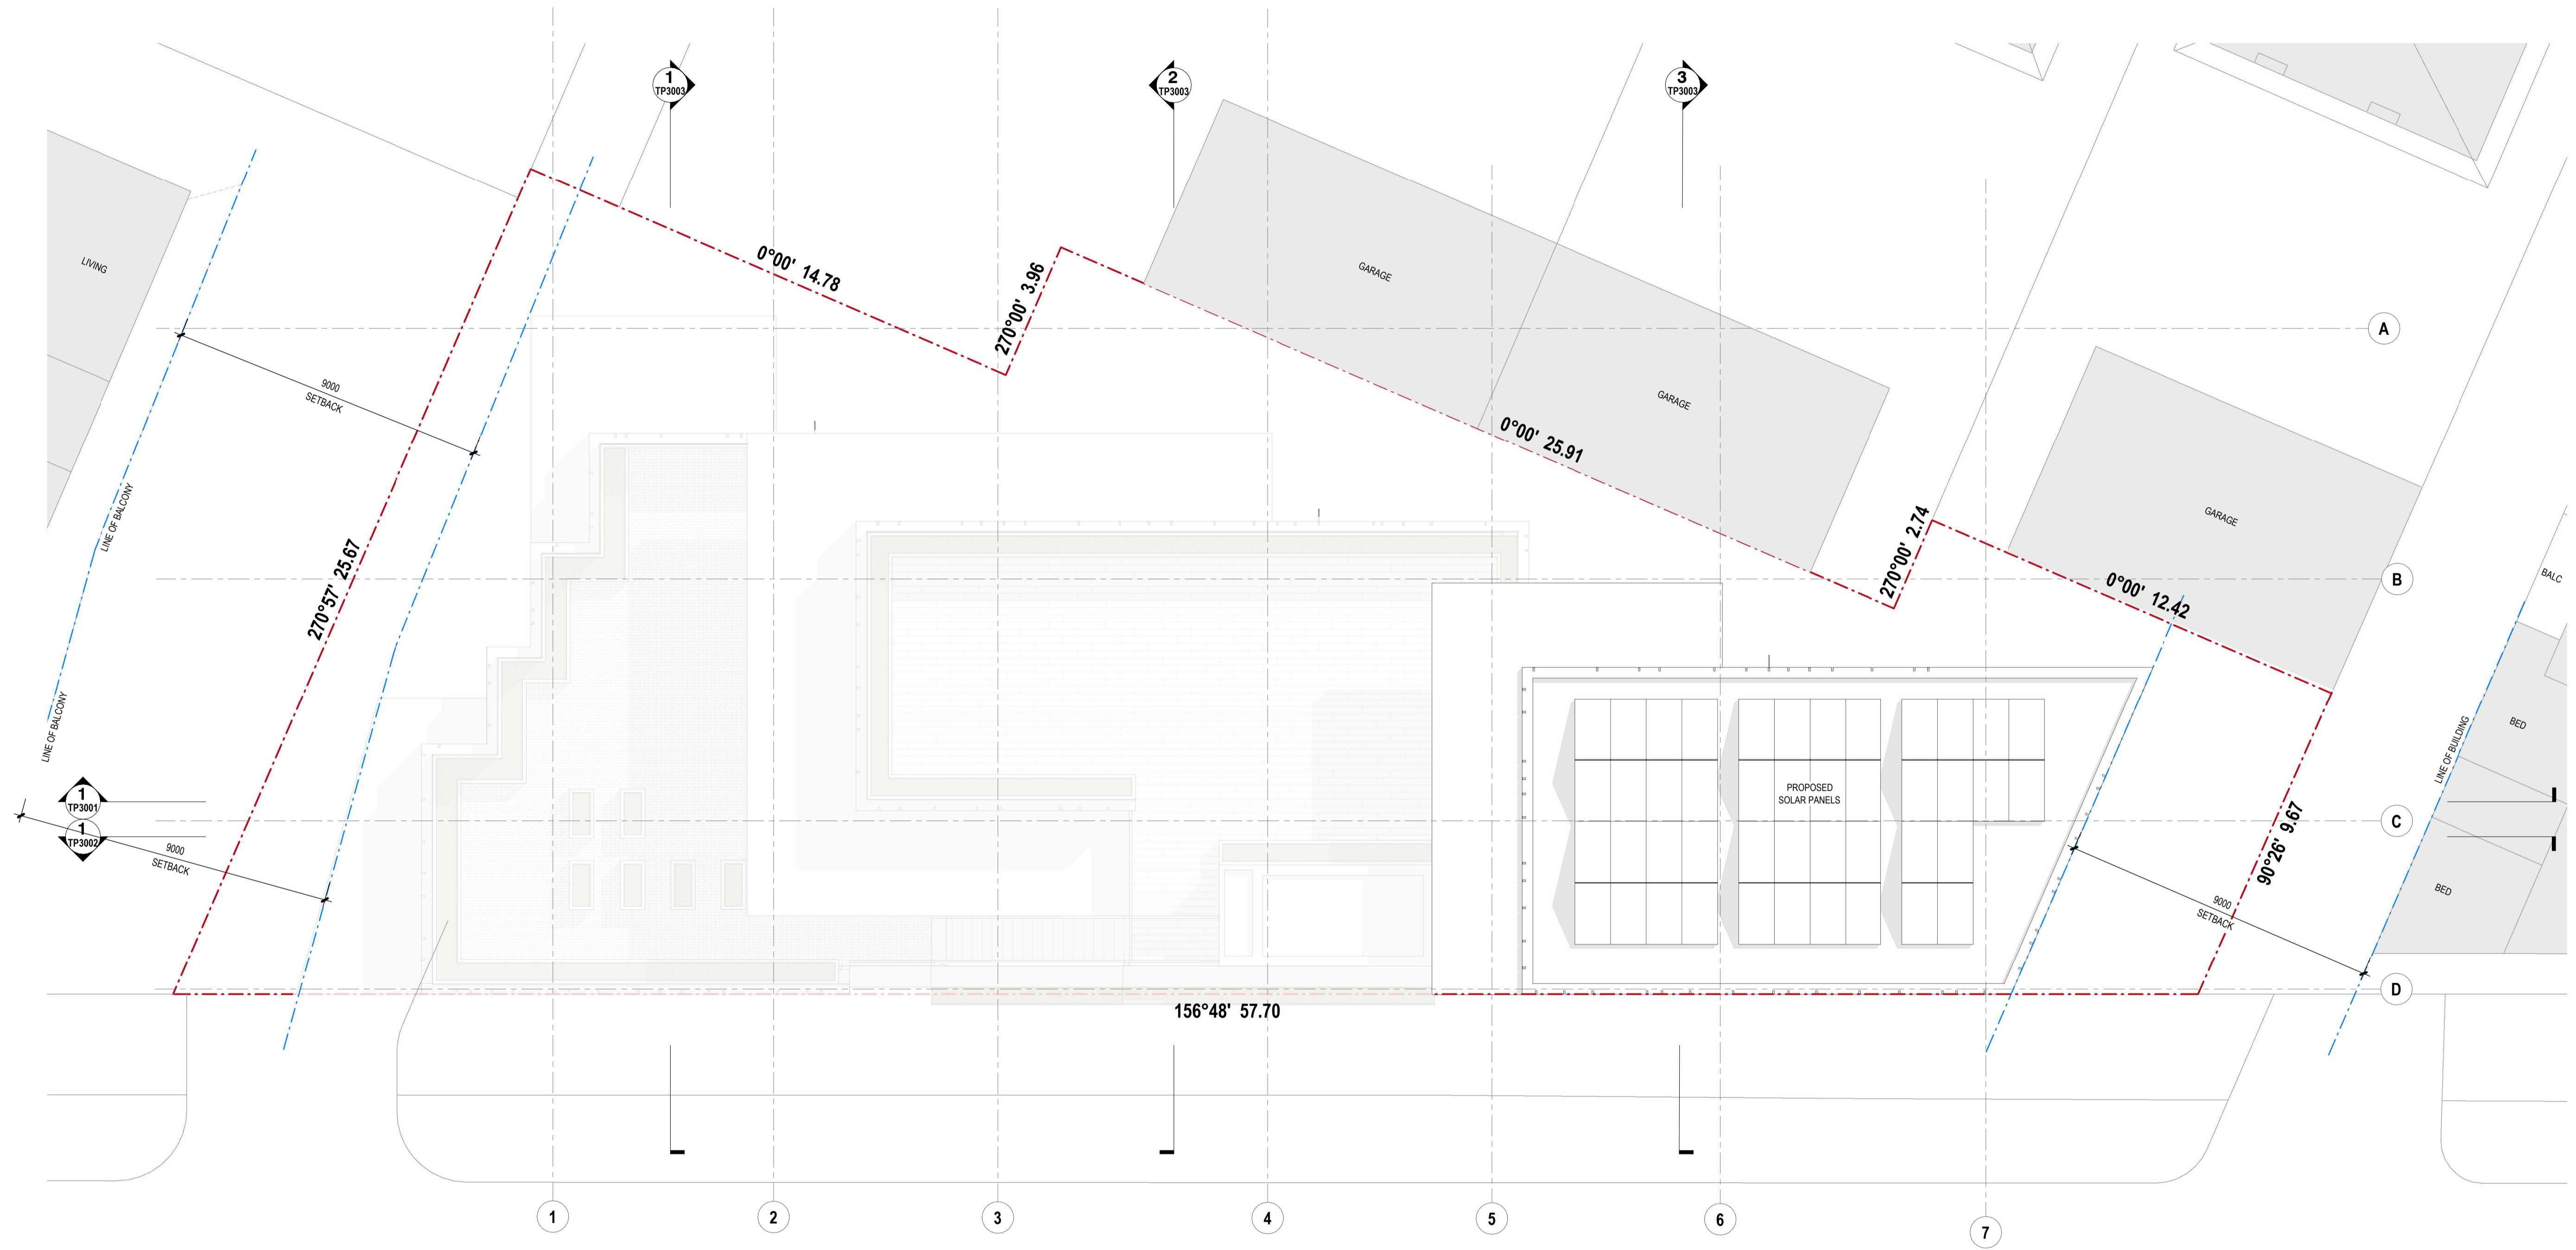 1
TP3003
2
TP3003
3
TP3003
LIVING
0°00' 14.78
270°00' 3.96
GARAGE
A
9000
SETBACK
GARAGE
0°00' 25.91
GARAGE
LINE OF BALCONY
270°57' 25.67
270°00' 2.74
B
0°00' 12.42
BALC
LINE OF BALCONY
BED
LINE OF BUILDING
PROPOSED
SOLAR PANELS
1
TP3001
1
TP3002
C
9000
SETBACK
90°26' 9.67
BED
9000
SETBACK
D
156°48' 57.70
1
2
3
4
5
6
7